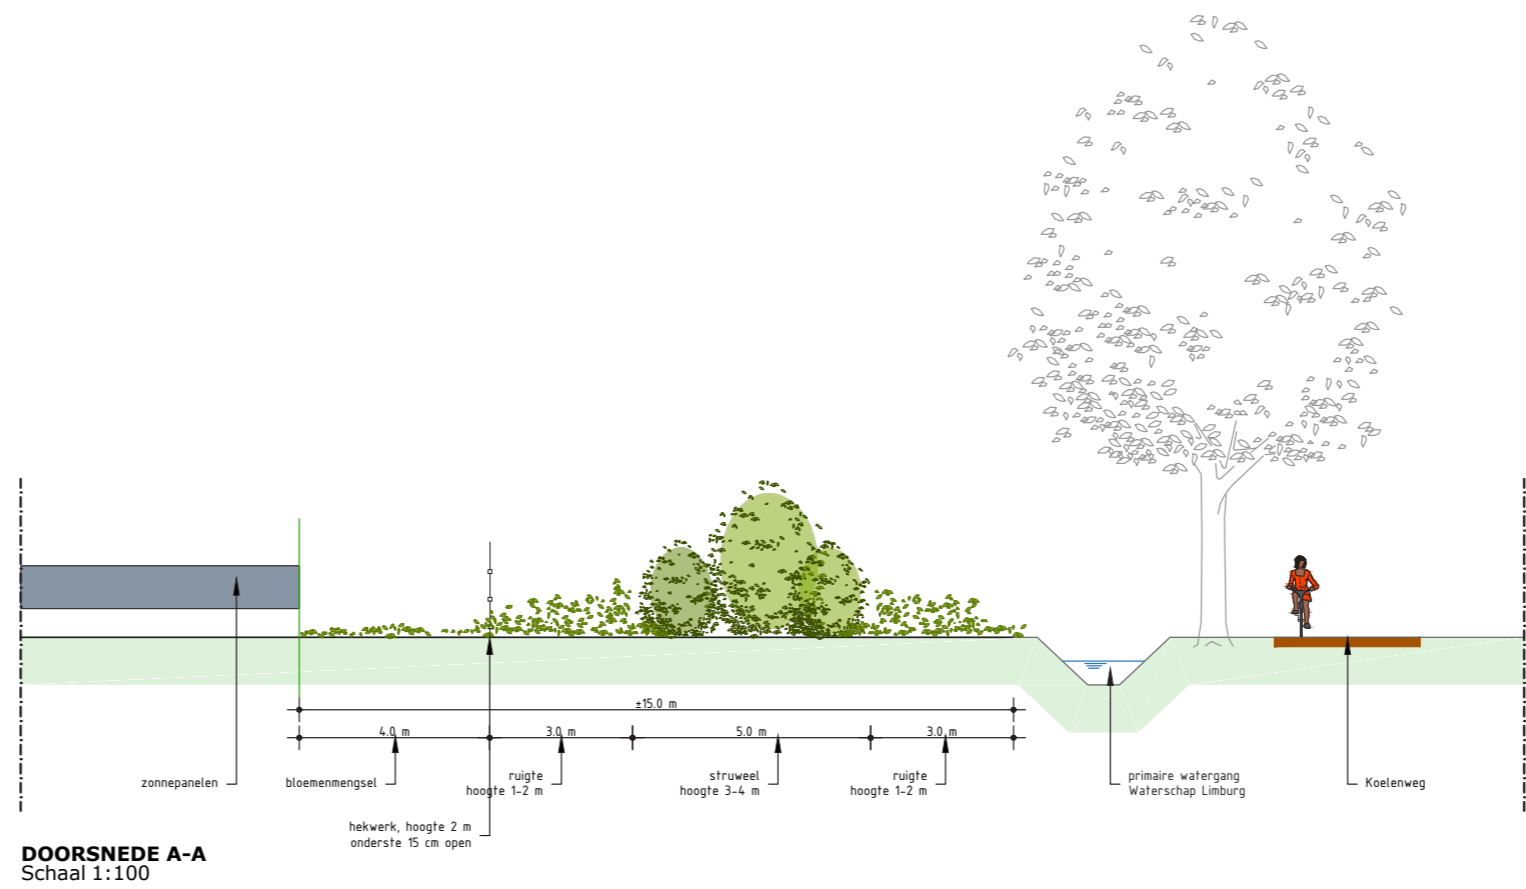 ±15.0 m
4.0 m
3.0 m
5.0 m
3.0 m
zonnepanelen
bloemenmengsel
ruigte
hoogte 1-2 m
struweel
hoogte 3-4 m
ruigte
hoogte 1-2 m
primaire watergang
Waterschap Limburg
Koelenweg
hekwerk, hoogte 2 m
onderste 15 cm open
DOORSNEDE A-A
Schaal 1:100